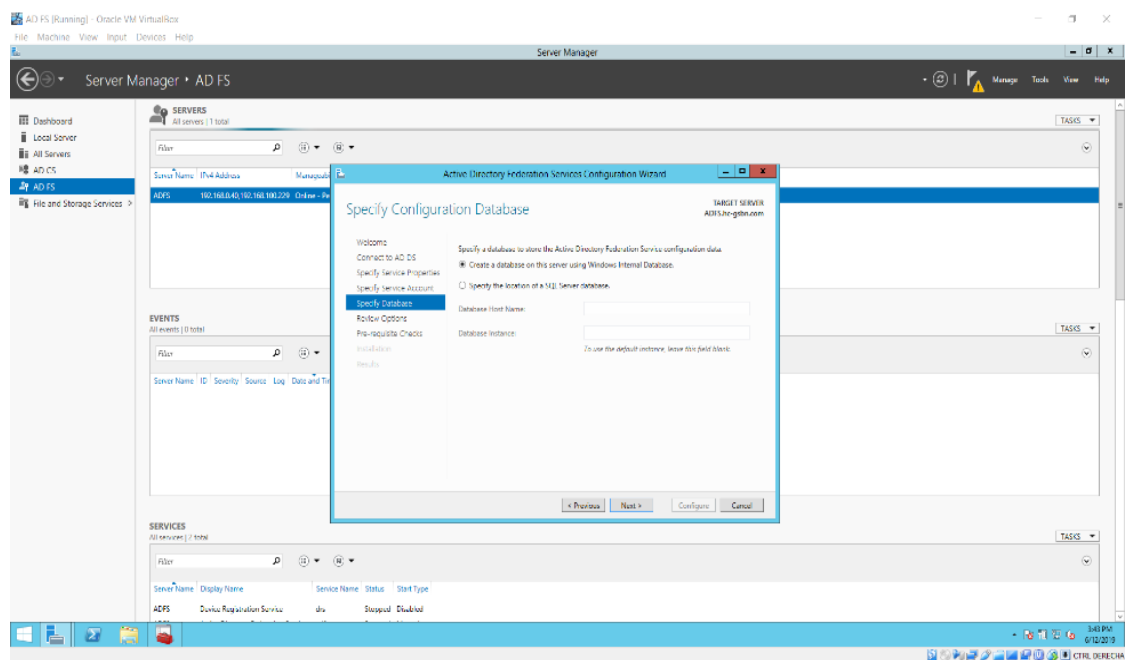 AD FS [Running] - Oracle VM VirtualBox
File Machine View Input Devices Help
Server Manager
Server Manager • AD FS
Manage Tools View Help
Dashboard
Local Server
All Servers
AD CS
AD FS
File and Storage Services >
SERVERS
All servers | 1 total
TASKS
Filter
Server Name IPv4 Address Manageabi
ADFS 192.168.0.40,192.168.100.229 Online - Pe
Active Directory Federation Services Configuration Wizard
Specify Configuration Database
TARGET SERVER
ADFS.hc-gsbn.com
Welcome
Connect to AD DS
Specify Service Properties
Specify Service Account
Specify Database
Review Options
Pre-requisite Checks
Installation
Results
Specify a database to store the Active Directory Federation Service configuration data.
Create a database on this server using Windows Internal Database.
Specify the location of a SQL Server database.
Database Host Name:
Database Instance:
To use the default instance, leave this field blank.
< Previous Next > Configure Cancel
EVENTS
All events | 0 total
TASKS
Filter
Server Name ID Severity Source Log Date and Tim
SERVICES
All services | 2 total
TASKS
Filter
Server Name Display Name Service Name Status Start Type
ADFS Device Registration Service drs Stopped Disabled
3:43 PM
6/12/2019
CTRL DERECHA